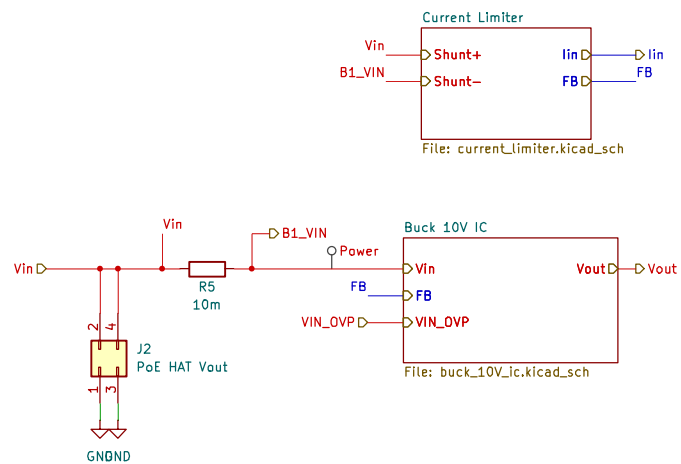 Current Limiter
Vin
Shunt+
Iin
Iin
B1_VIN
Shunt-
FB
FB
File: current_limiter.kicad_sch
Vin
B1_VIN
Buck 10V IC
Power
Vin
R5
10m
Vin
Vout
Vout
FB
FB
VIN_OVP
VIN_OVP
2
4
J2
PoE HAT Vout
File: buck_10V_ic.kicad_sch
1
3
GND
GND